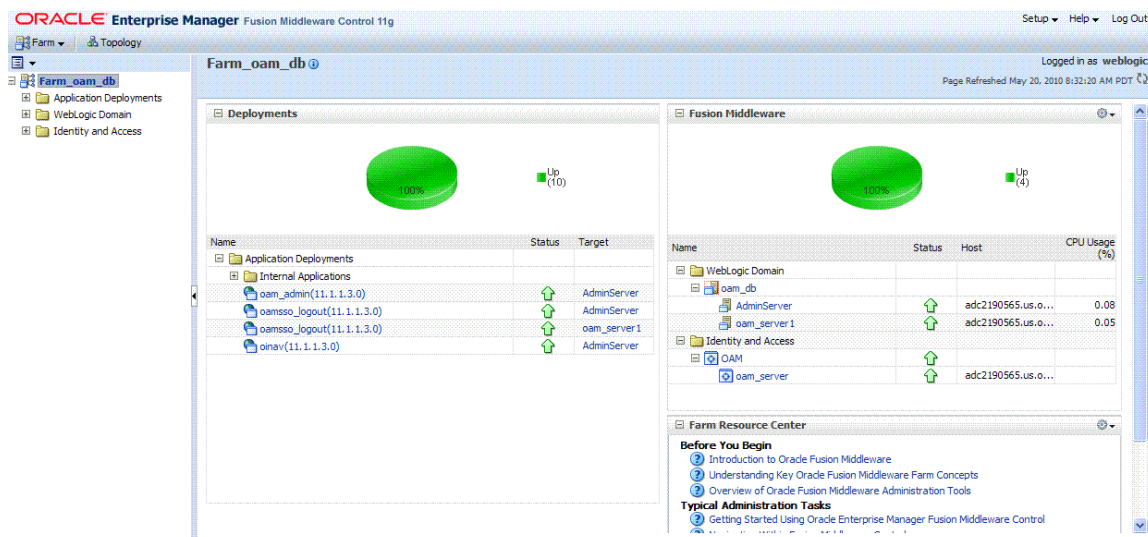 ORACLE Enterprise Manager Fusion Middleware Control 11g
Setup Help Log Out
Farm Topology
Farm_oam_db
Application Deployments
WebLogic Domain
Identity and Access
Farm_oam_db
Logged in as weblogic
Page Refreshed May 20, 2010 8:32:20 AM PDT
Deployments
100%
Up
(10)
Name Status Target
Application Deployments
Internal Applications
oam_admin(11.1.1.3.0) AdminServer
oamsso_logout(11.1.1.3.0) AdminServer
oamsso_logout(11.1.1.3.0) oam_server1
oinav(11.1.1.3.0) AdminServer
Fusion Middleware
100%
Up
(4)
Name Status Host CPU Usage
(%)
WebLogic Domain
oam_db
AdminServer adc2190565.us.o... 0.08
oam_server1 adc2190565.us.o... 0.05
Identity and Access
OAM
oam_server adc2190565.us.o...
Farm Resource Center
Before You Begin
Introduction to Oracle Fusion Middleware
Understanding Key Oracle Fusion Middleware Farm Concepts
Overview of Oracle Fusion Middleware Administration Tools
Typical Administration Tasks
Getting Started Using Oracle Enterprise Manager Fusion Middleware Control